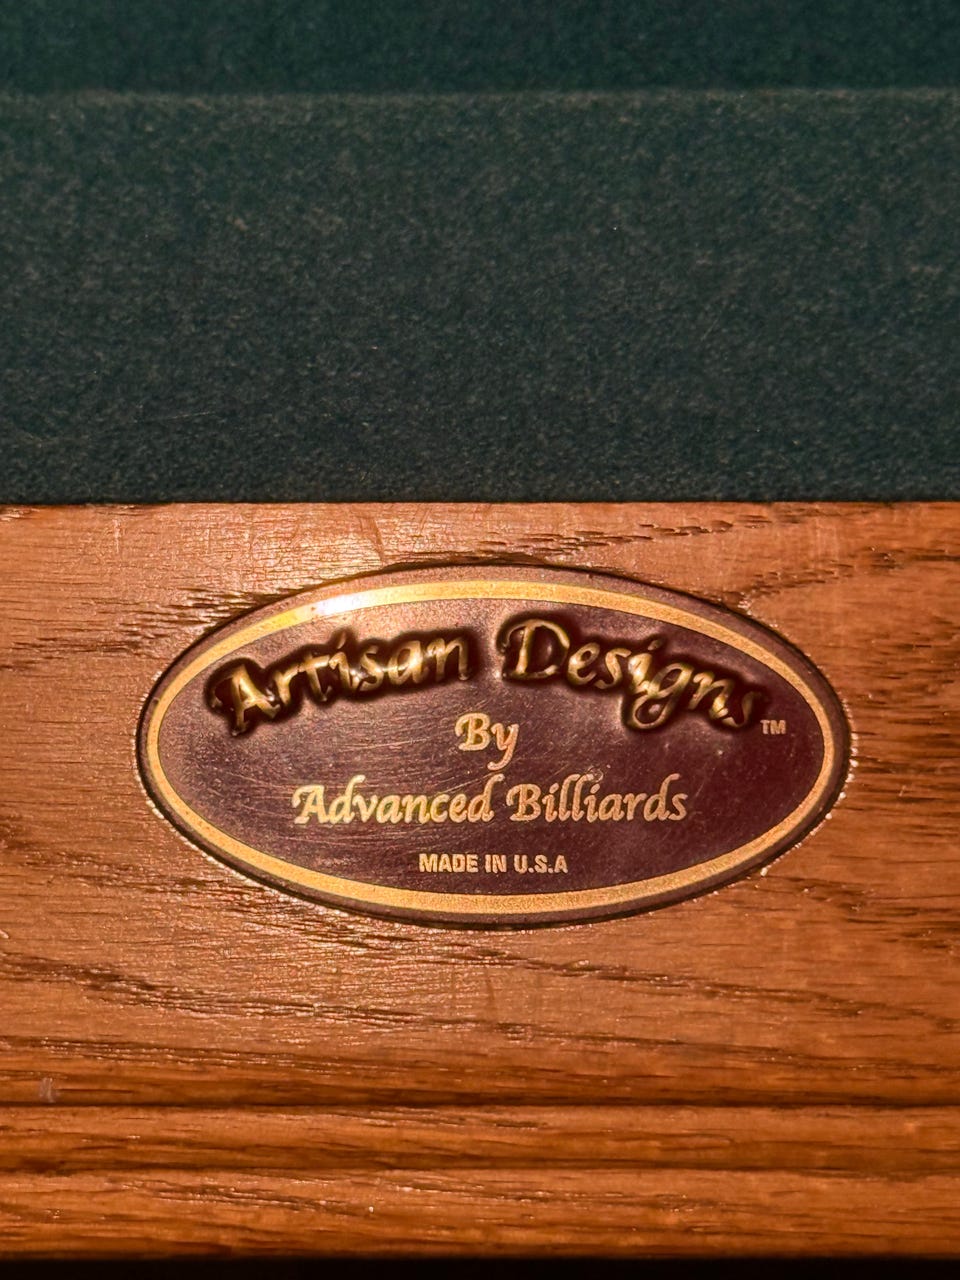 Artisan Designs™
By
Advanced Billiards
MADE IN U.S.A